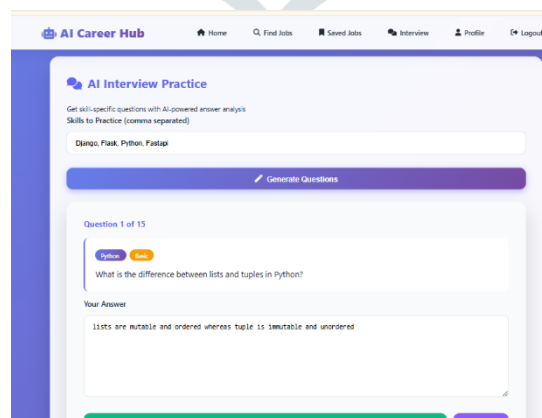 AI Career Hub Home Find Jobs Saved Jobs Interview Profile Logout
AI Interview Practice
Get skill-specific questions with AI-powered answer analysis
Skills to Practice (comma separated)
Django, Flask, Python, Fastapi
Generate Questions
Question 1 of 15
Python Basic
What is the difference between lists and tuples in Python?
Your Answer
lists are mutable and ordered whereas tuple is immutable and unordered